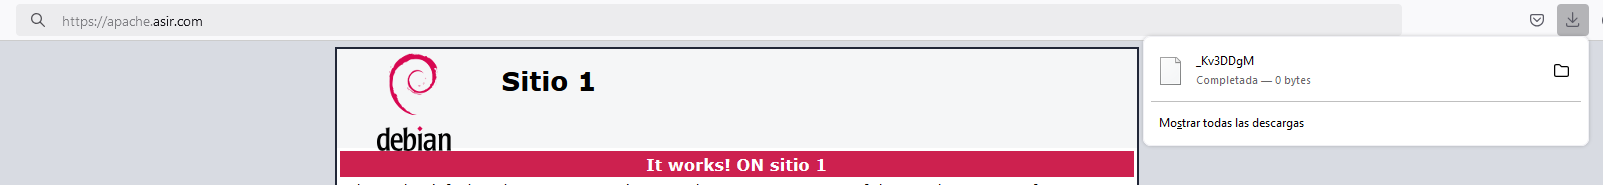 https://apache.asir.com
_Kv3DDgM
Completada — 0 bytes
Mostrar todas las descargas
Sitio 1
debian
It works! ON sitio 1